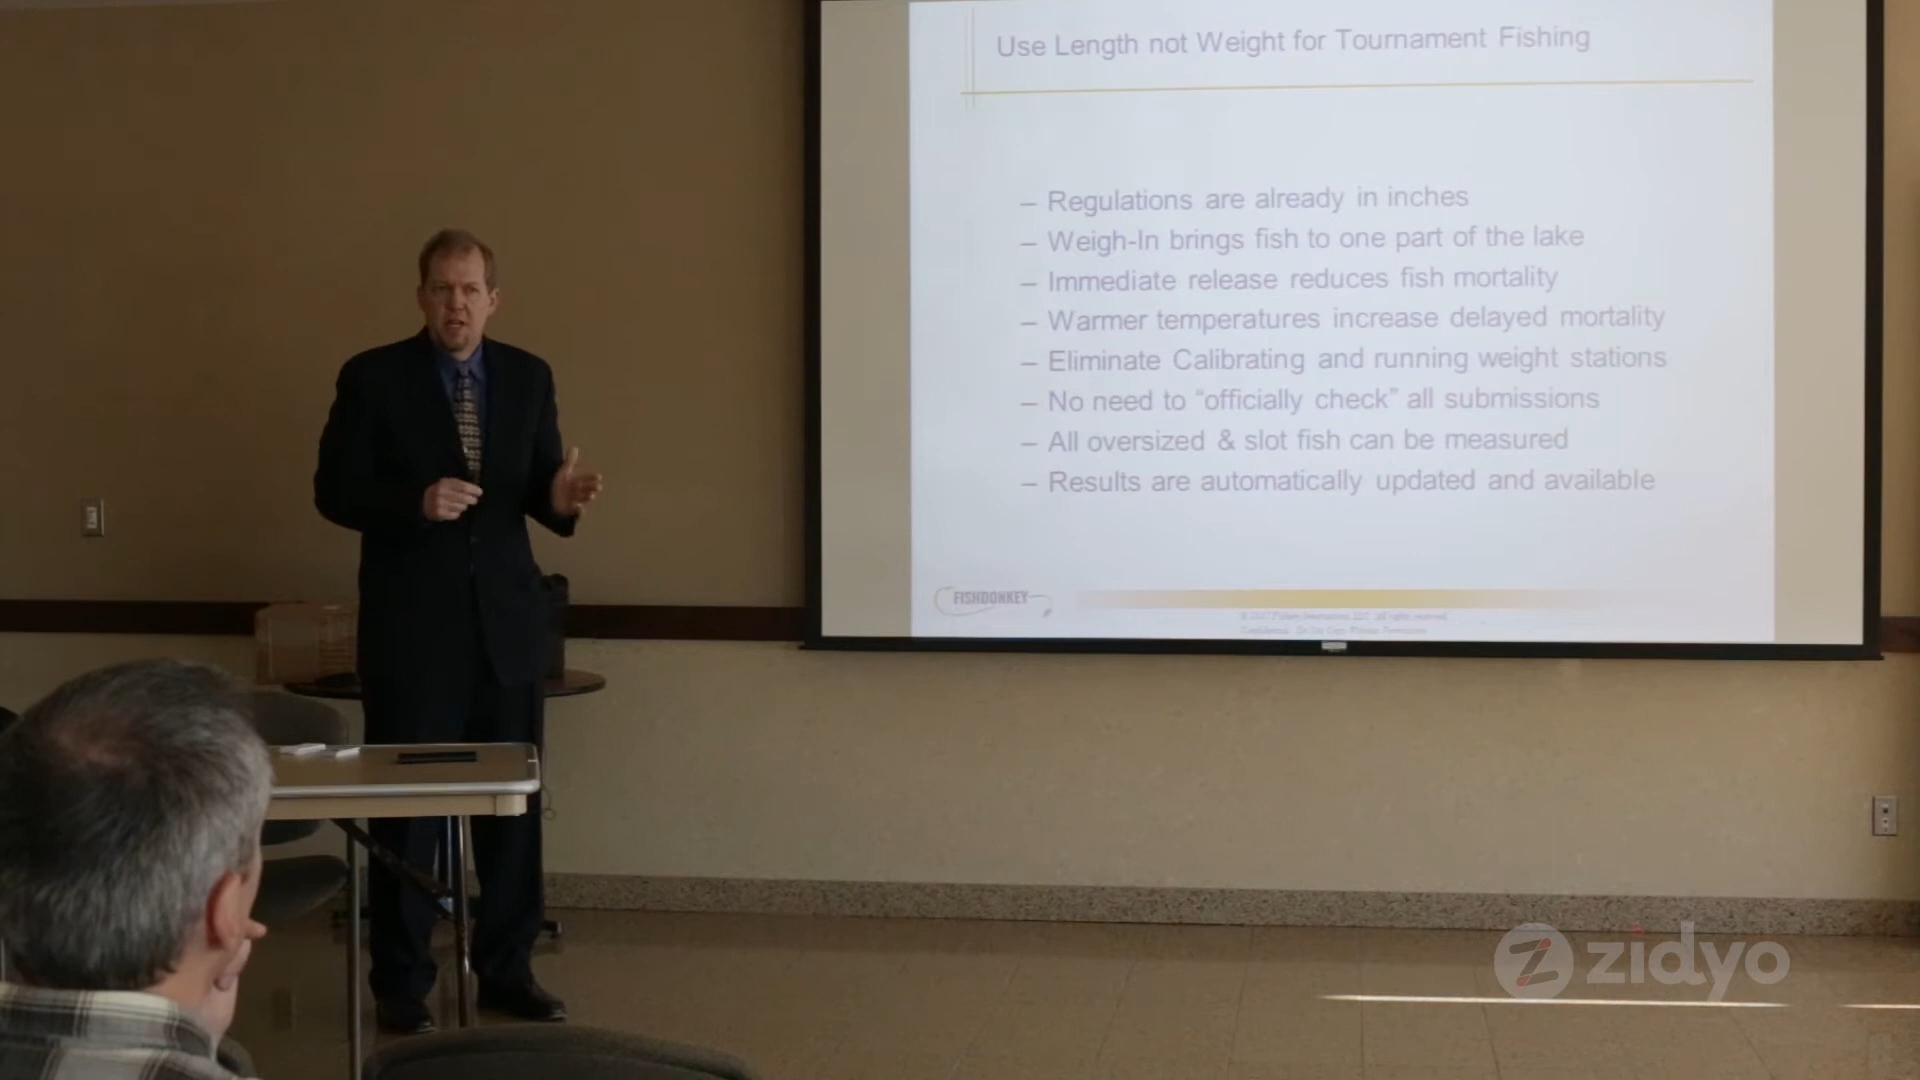 Use Length not Weight for Tournament Fishing
– Regulations are already in inches
– Weigh-In brings fish to one part of the lake
– Immediate release reduces fish mortality
– Warmer temperatures increase delayed mortality
– Eliminate Calibrating and running weight stations
– No need to “officially check” all submissions
– All oversized & slot fish can be measured
– Results are automatically updated and available
FISHDONKEY
all rights reserved
zidyo